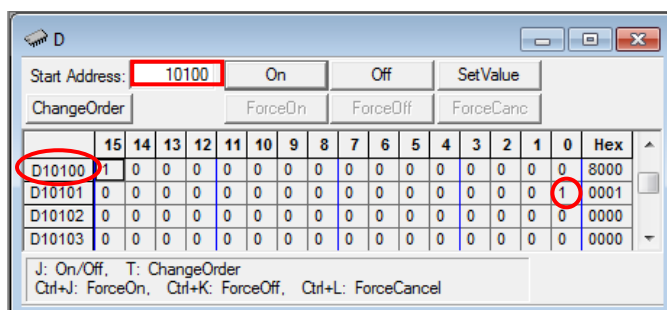 D
Start Address: 10100 On Off SetValue
ChangeOrder ForceOn ForceOff ForceCanc
15 14 13 12 11 10 9 8 7 6 5 4 3 2 1 0 Hex
D10100 1 0 0 0 0 0 0 0 0 0 0 0 0 0 0 0 8000
D10101 0 0 0 0 0 0 0 0 0 0 0 0 0 0 0 1 0001
D10102 0 0 0 0 0 0 0 0 0 0 0 0 0 0 0 0 0000
D10103 0 0 0 0 0 0 0 0 0 0 0 0 0 0 0 0 0000
J: On/Off, T: ChangeOrder
Ctrl+J: ForceOn, Ctrl+K: ForceOff, Ctrl+L: ForceCancel